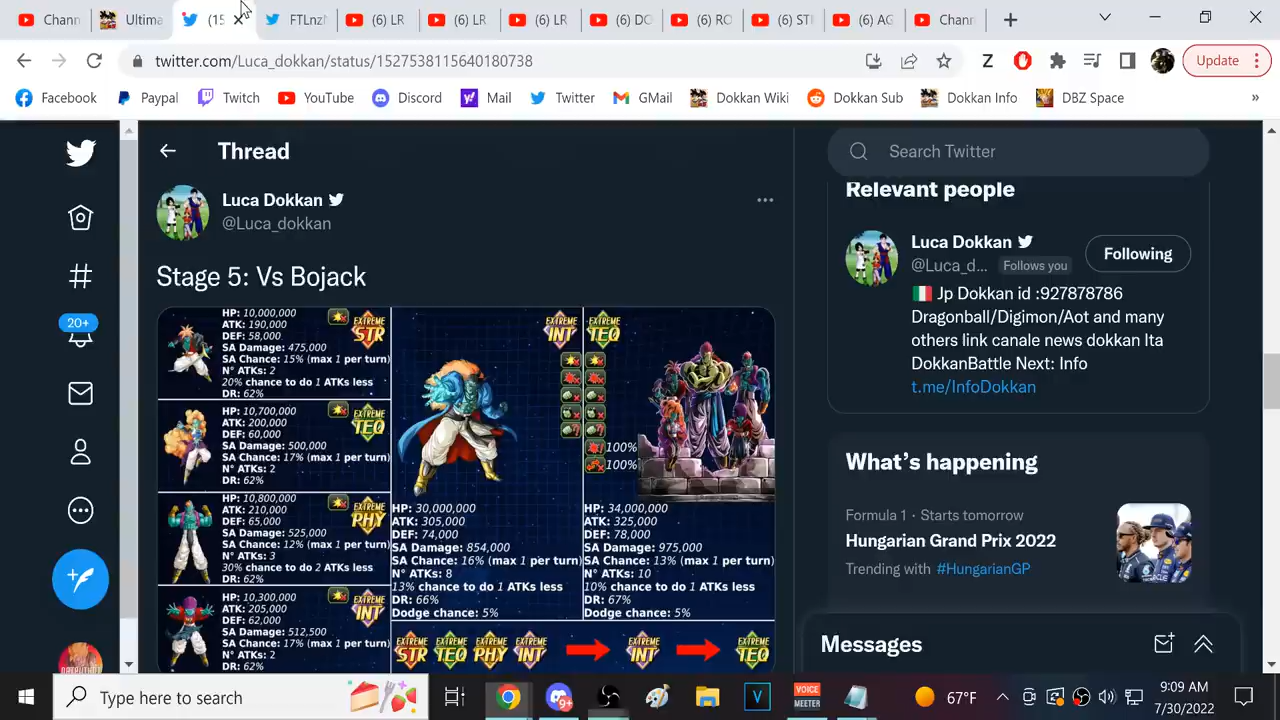 Chann
Ultima
(15
FTLnzl
(6) LR
(6) LR
(6) LR
(6) DO
(6) RO
(6) ST
(6) AG
Chann
twitter.com/Luca_dokkan/status/1527538115640180738
Z
Update
Facebook
Paypal
Twitch
YouTube
Discord
Mail
Twitter
GMail
Dokkan Wiki
Dokkan Sub
Dokkan Info
DBZ Space
»
Thread
Search Twitter
Luca Dokkan
@Luca_dokkan
Stage 5: Vs Bojack
HP: 10,000,000
ATK: 190,000
DEF: 58,000
SA Damage: 475,000
SA Chance: 15% (max 1 per turn)
N° ATKs: 2
20% chance to do 1 ATKs less
DR: 62%
EXTREME
STR
HP: 10,700,000
ATK: 200,000
DEF: 60,000
SA Damage: 500,000
SA Chance: 17% (max 1 per turn)
N° ATKs: 2
DR: 62%
EXTREME
TEQ
HP: 10,800,000
ATK: 210,000
DEF: 65,000
SA Damage: 525,000
SA Chance: 12% (max 1 per turn)
N° ATKs: 3
30% chance to do 2 ATKs less
DR: 62%
EXTREME
PHY
HP: 10,300,000
ATK: 205,000
DEF: 62,000
SA Damage: 512,500
SA Chance: 17% (max 1 per turn)
N° ATKs: 2
DR: 62%
EXTREME
INT
EXTREME
INT
HP: 30,000,000
ATK: 305,000
DEF: 74,000
SA Damage: 854,000
SA Chance: 16% (max 1 per turn)
N° ATKs: 8
13% chance to do 1 ATKs less
DR: 66%
Dodge chance: 5%
EXTREME
TEQ
100%
100%
HP: 34,000,000
ATK: 325,000
DEF: 78,000
SA Damage: 975,000
SA Chance: 13% (max 1 per turn)
N° ATKs: 10
10% chance to do 1 ATKs less
DR: 67%
Dodge chance: 5%
EXTREME STR EXTREME TEQ EXTREME PHY EXTREME INT EXTREME INT EXTREME TEQ
20+
Relevant people
Luca Dokkan
@Luca_d... Follows you
Following
Jp Dokkan id :927878786
Dragonball/Digimon/Aot and many
others link canale news dokkan Ita
DokkanBattle Next: Info
t.me/InfoDokkan
What's happening
Formula 1 · Starts tomorrow
Hungarian Grand Prix 2022
Trending with #HungarianGP
Messages
Type here to search
9+
V
VOICE
MEETER
67°F
9:09 AM
7/30/2022